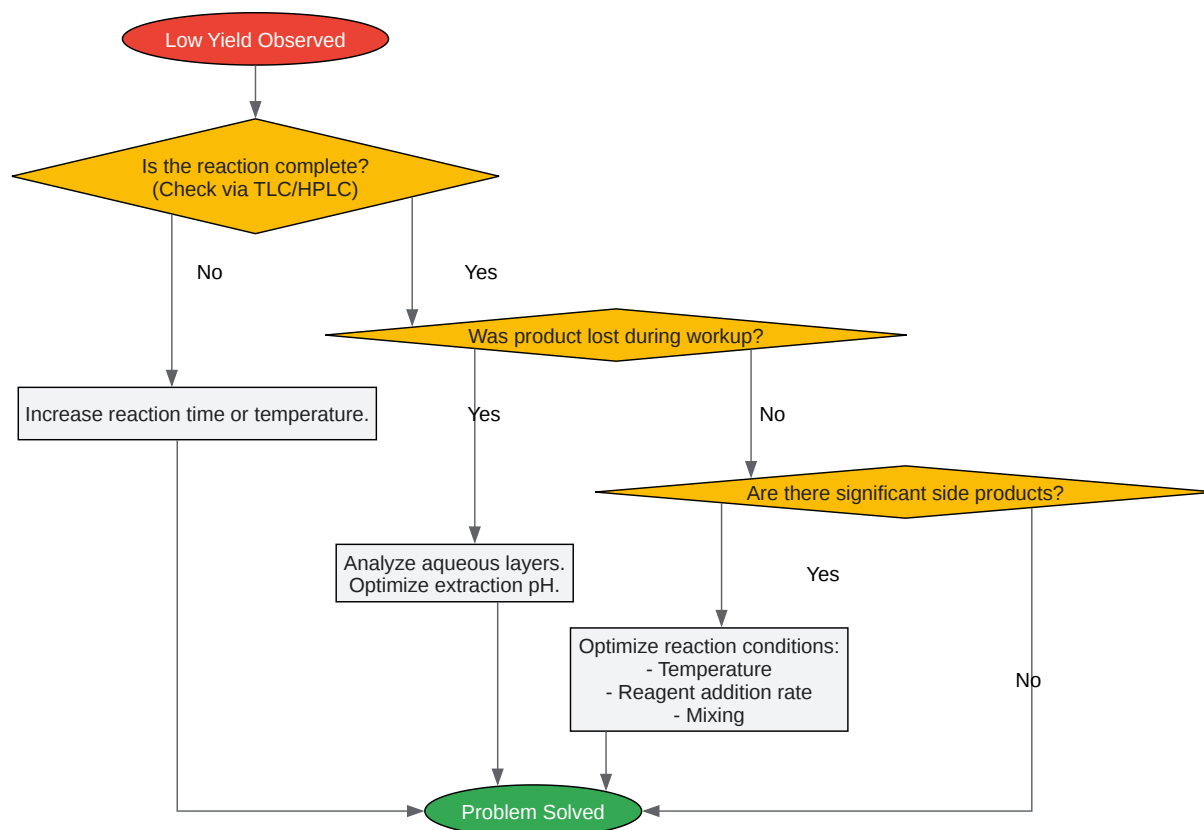 Low Yield Observed
Is the reaction complete?
(Check via TLC/HPLC)
No
Yes
Was product lost during workup?
Increase reaction time or temperature.
Yes
No
Are there significant side products?
Analyze aqueous layers.
Optimize extraction pH.
Yes
Optimize reaction conditions:
- Temperature
- Reagent addition rate
- Mixing
No
Problem Solved